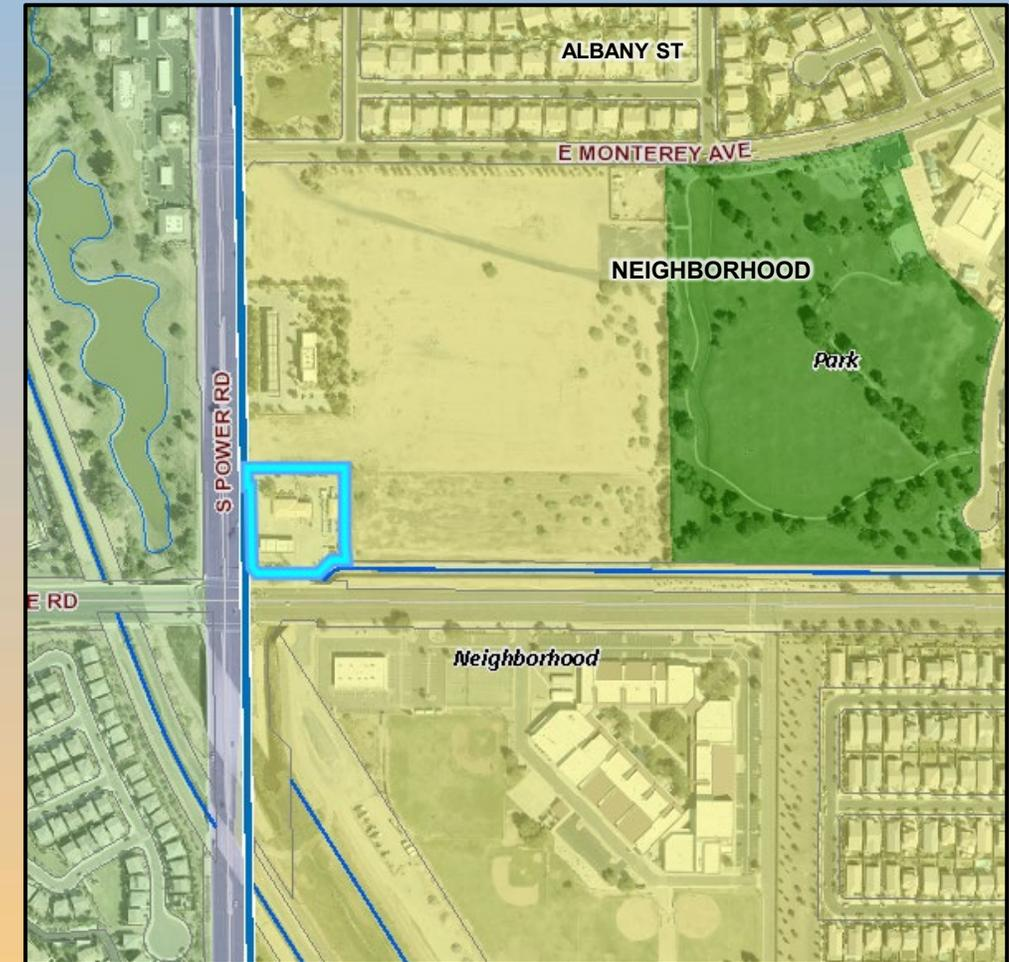 ALBANY ST
E MONTEREY AVE
NEIGHBORHOOD
Park
S POWER RD
E RD
Neighborhood